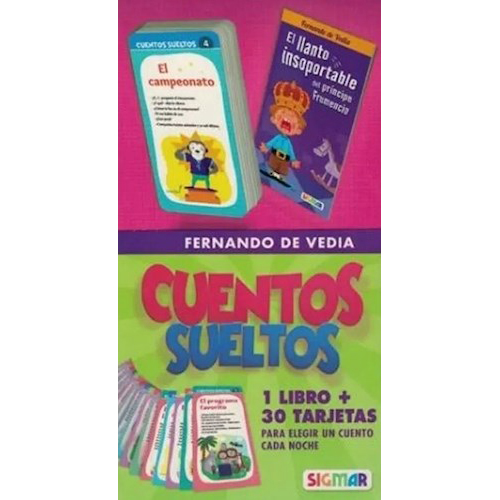 CUENTOS SUELTOS 4
El
campeonato
Fernando de Vedia
El llanto
insoportable
del príncipe
Frumencio
SIGMAR
FERNANDO DE VEDIA
CUENTOS
SUELTOS
1 LIBRO +
30 TARJETAS
PARA ELEGIR UN CUENTO
CADA NOCHE
El programa
favorito
SIGMAR